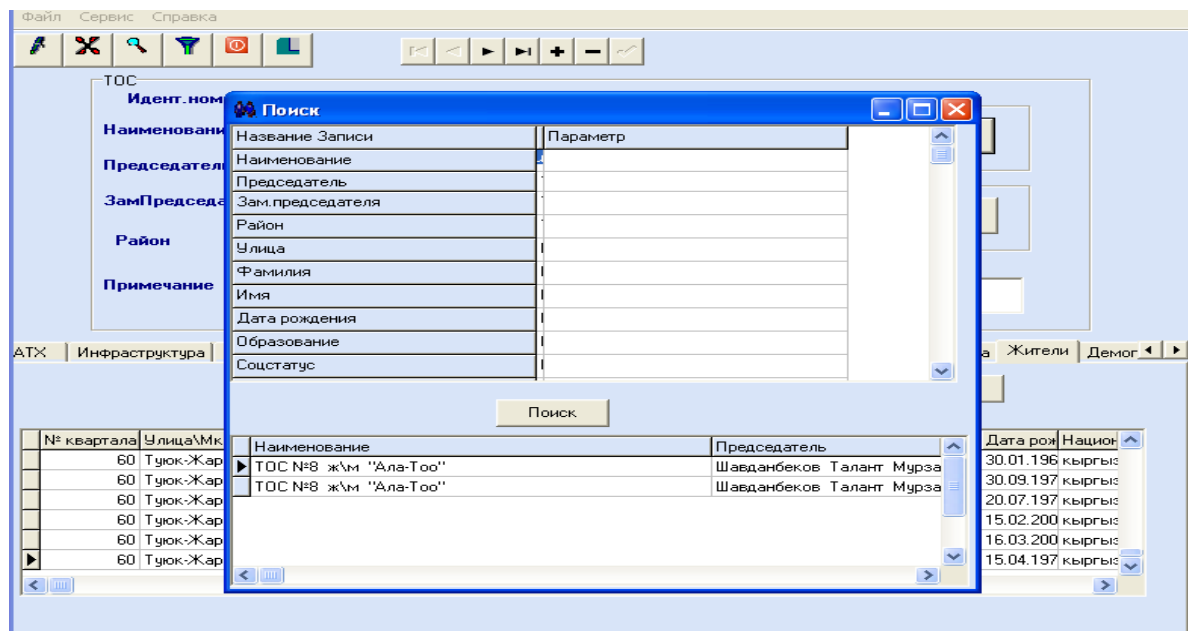 Файл Сервис Справка
ТОС
Идент.ном
Поиск
Наименовани
Название Записи Параметр
Наименование
Председател
Председатель
ЗамПредседа
Зам.председателя
Район
Район
Улица
Фамилия
Примечание
Имя
Дата рождения
Образование
АТХ Инфраструктура а Жители Демог
Соцстатус
Поиск
№ квартала Улица\Мк Дата рож Национ
Наименование Председатель
60 Туюк-Жар 30.01.196 кыргыз
ТОС №8 ж\м "Ала-Тоо" Шавданбеков Талант Мурза
60 Туюк-Жар 30.09.197 кыргыз
ТОС №8 ж\м "Ала-Тоо" Шавданбеков Талант Мурза
60 Туюк-Жар 20.07.197 кыргыз
60 Туюк-Жар 15.02.200 кыргыз
60 Туюк-Жар 16.03.200 кыргыз
60 Туюк-Жар 15.04.197 кыргыз